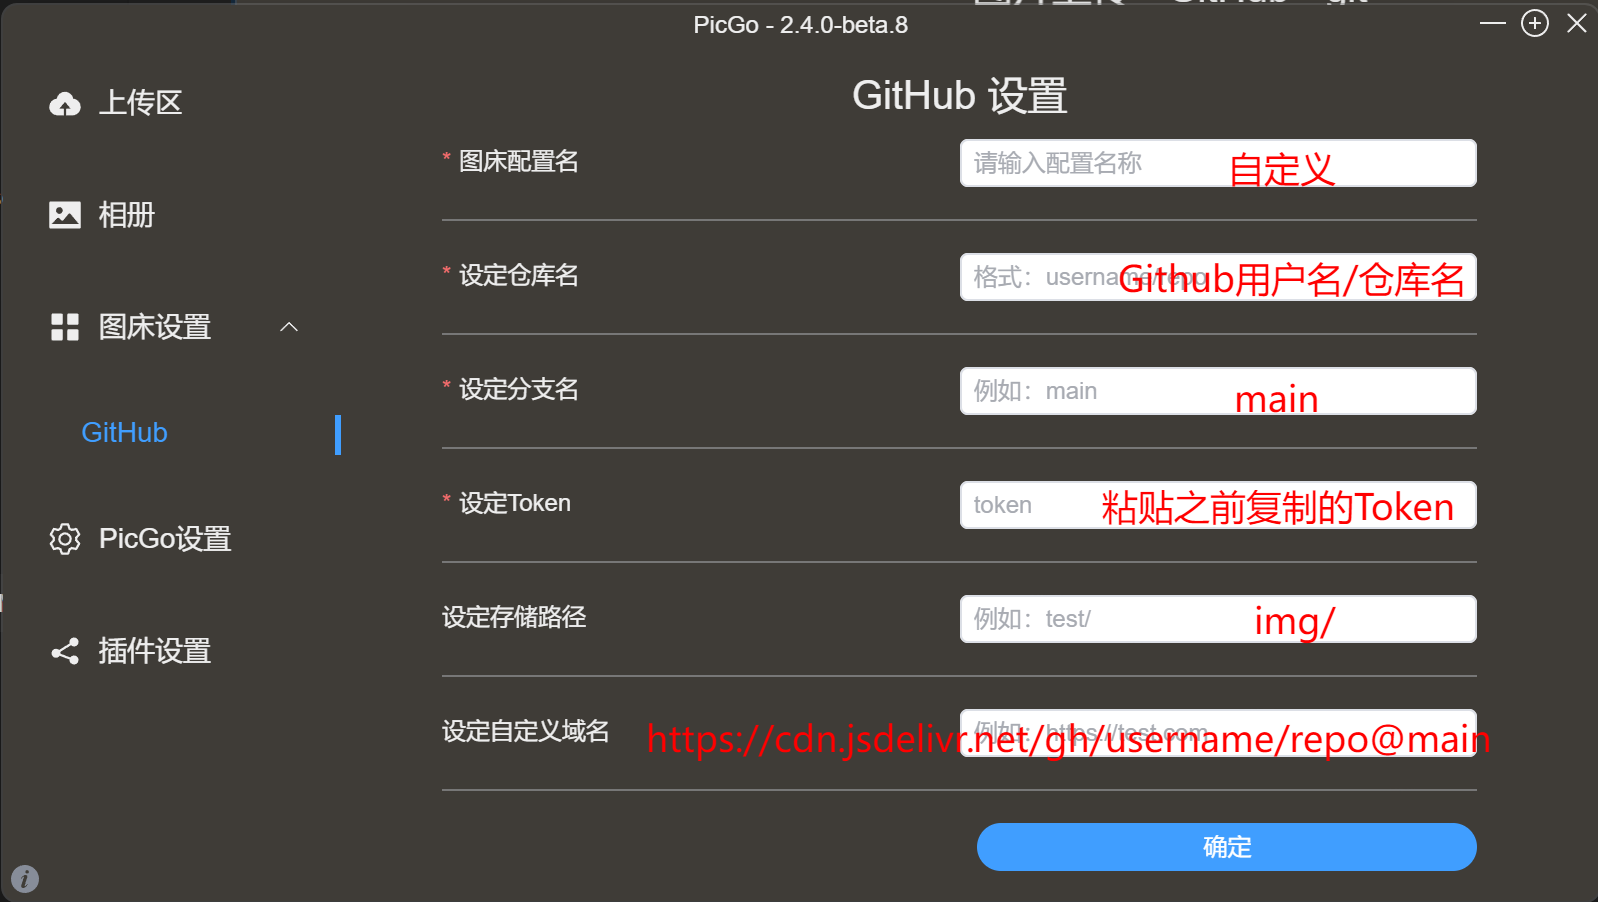 PicGo - 2.4.0-beta.8
上传区
相册
图床设置
GitHub
PicGo设置
插件设置
GitHub 设置
* 图床配置名
请输入配置名称
自定义
* 设定仓库名
格式：username/repo
Github用户名/仓库名
* 设定分支名
例如：main
main
* 设定Token
token
粘贴之前复制的Token
设定存储路径
例如：test/
img/
设定自定义域名
例如：https://test.com
https://cdn.jsdelivr.net/gh/username/repo@main
确定